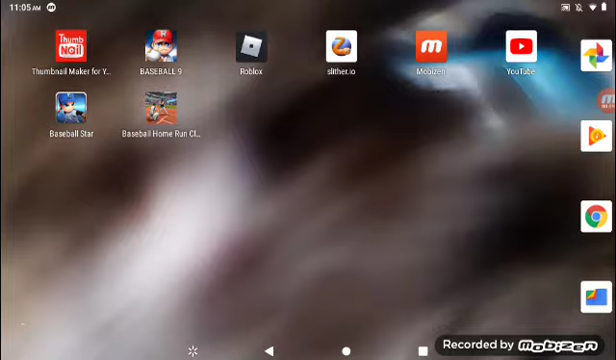 11:05 AM
Thumb
Nail
Thumbnail Maker for Y...
BASEBALL 9
Roblox
slither.io
Mobizen
YouTube
Baseball Star
Baseball Home Run Cl...
Recorded by mobizen